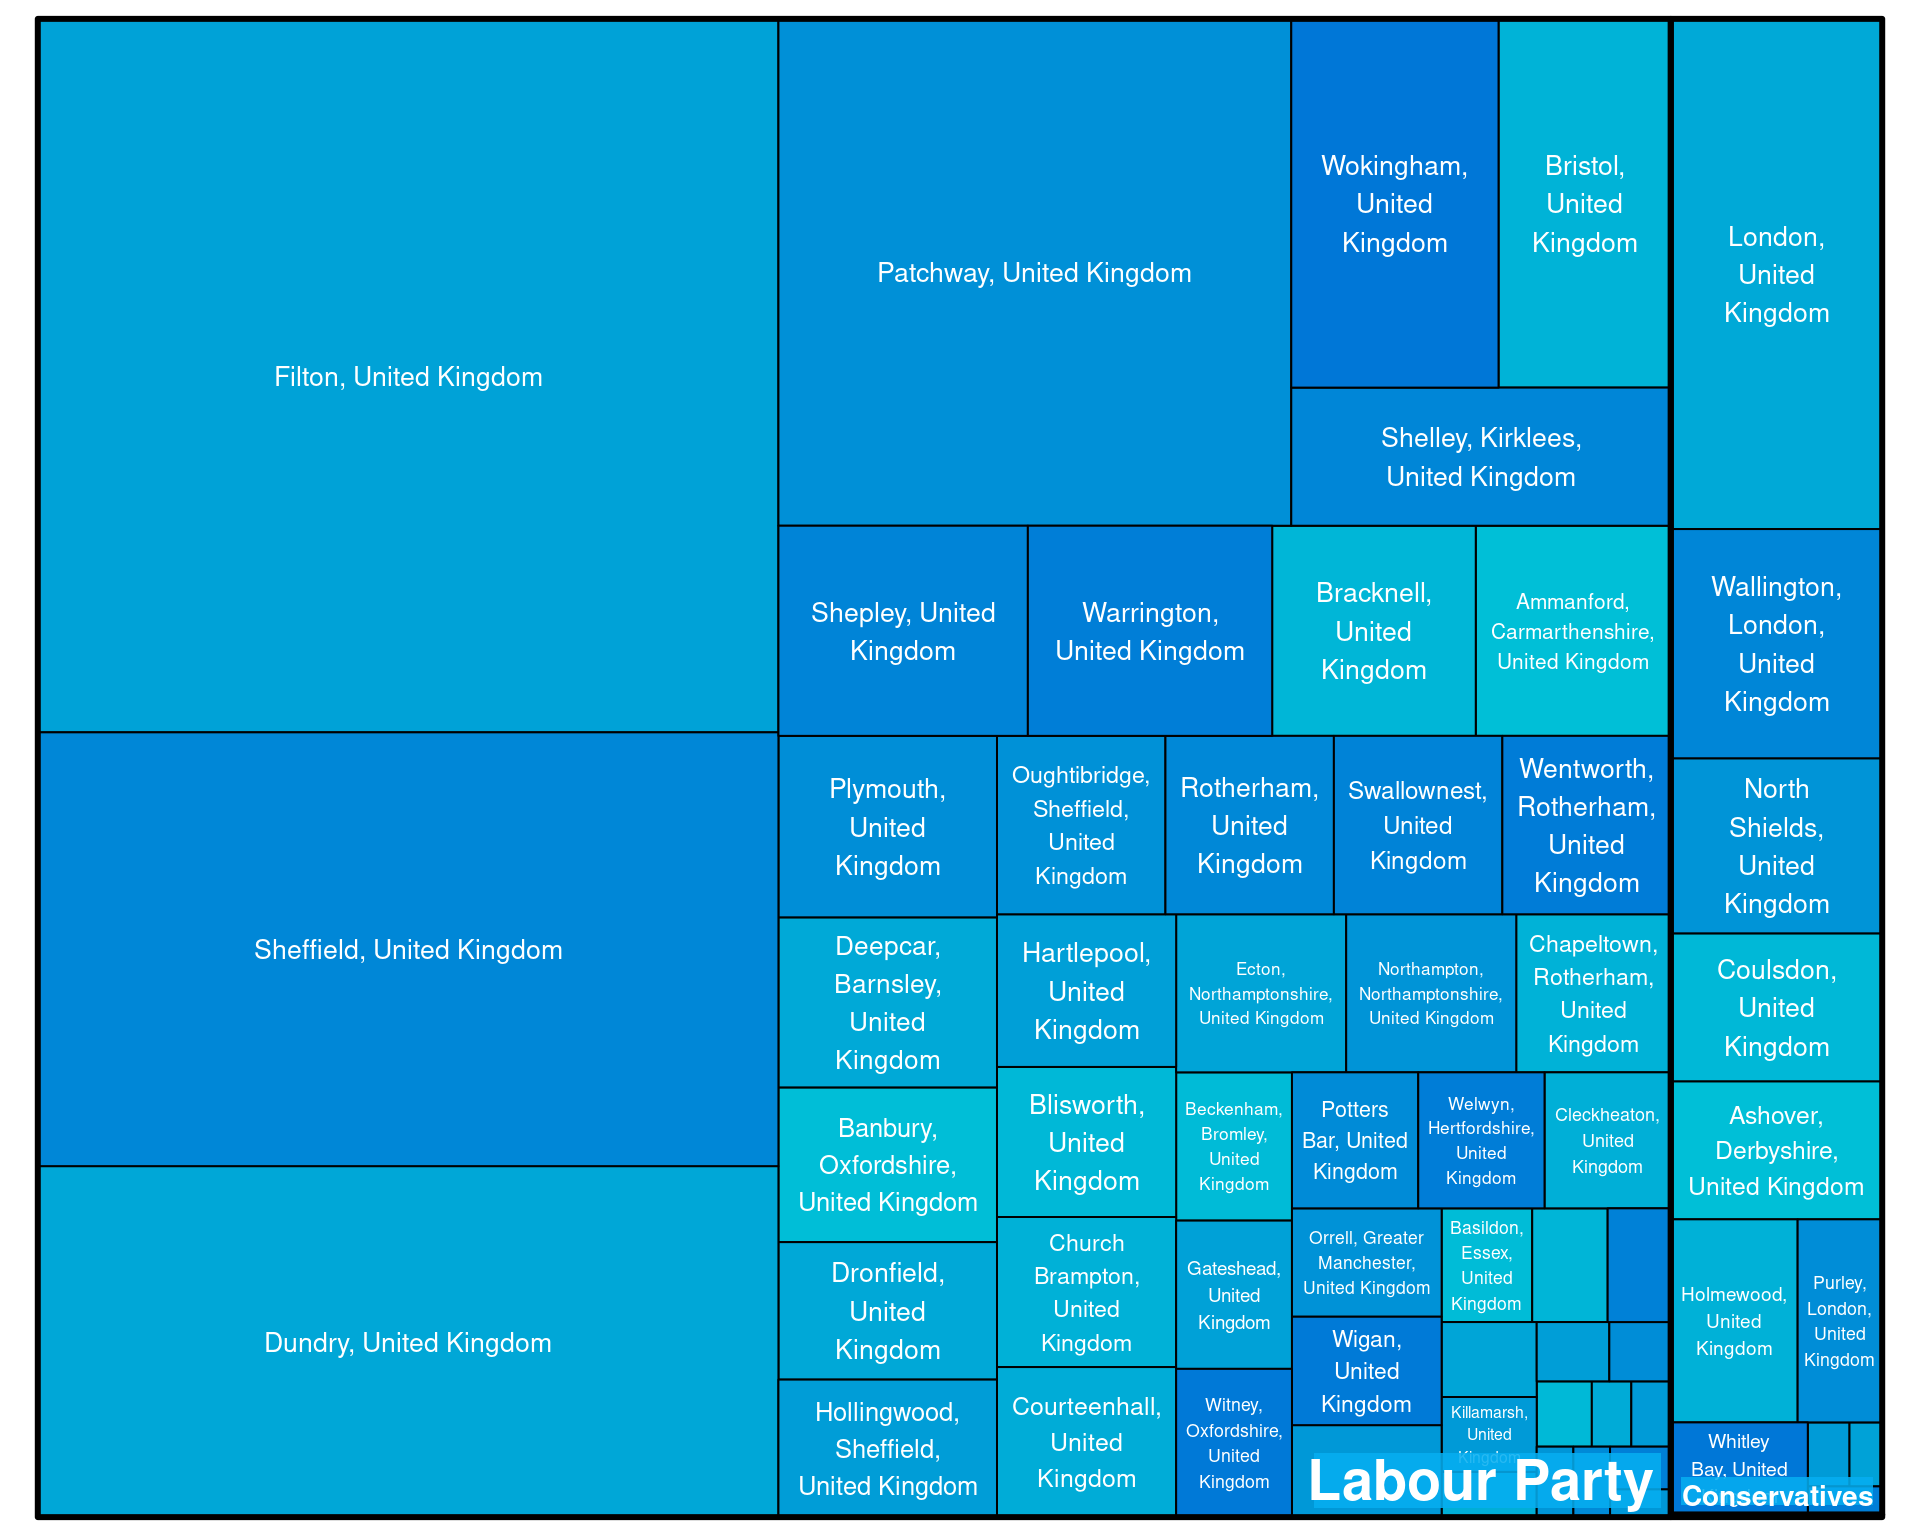 Filton, United Kingdom
Sheffield, United Kingdom
Dundry, United Kingdom
Patchway, United Kingdom
Wokingham,
United
Kingdom
Bristol,
United
Kingdom
Shelley, Kirklees,
United Kingdom
Shepley, United
Kingdom
Warrington,
United Kingdom
Bracknell,
United
Kingdom
Ammanford,
Carmarthenshire,
United Kingdom
Plymouth,
United
Kingdom
Oughtibridge,
Sheffield,
United
Kingdom
Rotherham,
United
Kingdom
Swallownest,
United
Kingdom
Wentworth,
Rotherham,
United
Kingdom
Deepcar,
Barnsley,
United
Kingdom
Hartlepool,
United
Kingdom
Ecton,
Northamptonshire,
United Kingdom
Northampton,
Northamptonshire,
United Kingdom
Chapeltown,
Rotherham,
United
Kingdom
Banbury,
Oxfordshire,
United Kingdom
Blisworth,
United
Kingdom
Beckenham,
Bromley,
United
Kingdom
Potters
Bar, United
Kingdom
Welwyn,
Hertfordshire,
United
Kingdom
Cleckheaton,
United
Kingdom
Dronfield,
United
Kingdom
Church
Brampton,
United
Kingdom
Gateshead,
United
Kingdom
Orrell, Greater
Manchester,
United Kingdom
Basildon,
Essex,
United
Kingdom
Wigan,
United
Kingdom
Hollingwood,
Sheffield,
United Kingdom
Courteenhall,
United
Kingdom
Witney,
Oxfordshire,
United
Kingdom
Killamarsh,
United
Kingdom
Labour Party
London,
United
Kingdom
Wallington,
London,
United
Kingdom
North
Shields,
United
Kingdom
Coulsdon,
United
Kingdom
Ashover,
Derbyshire,
United Kingdom
Holmewood,
United
Kingdom
Purley,
London,
United
Kingdom
Whitley
Bay, United
Conservatives